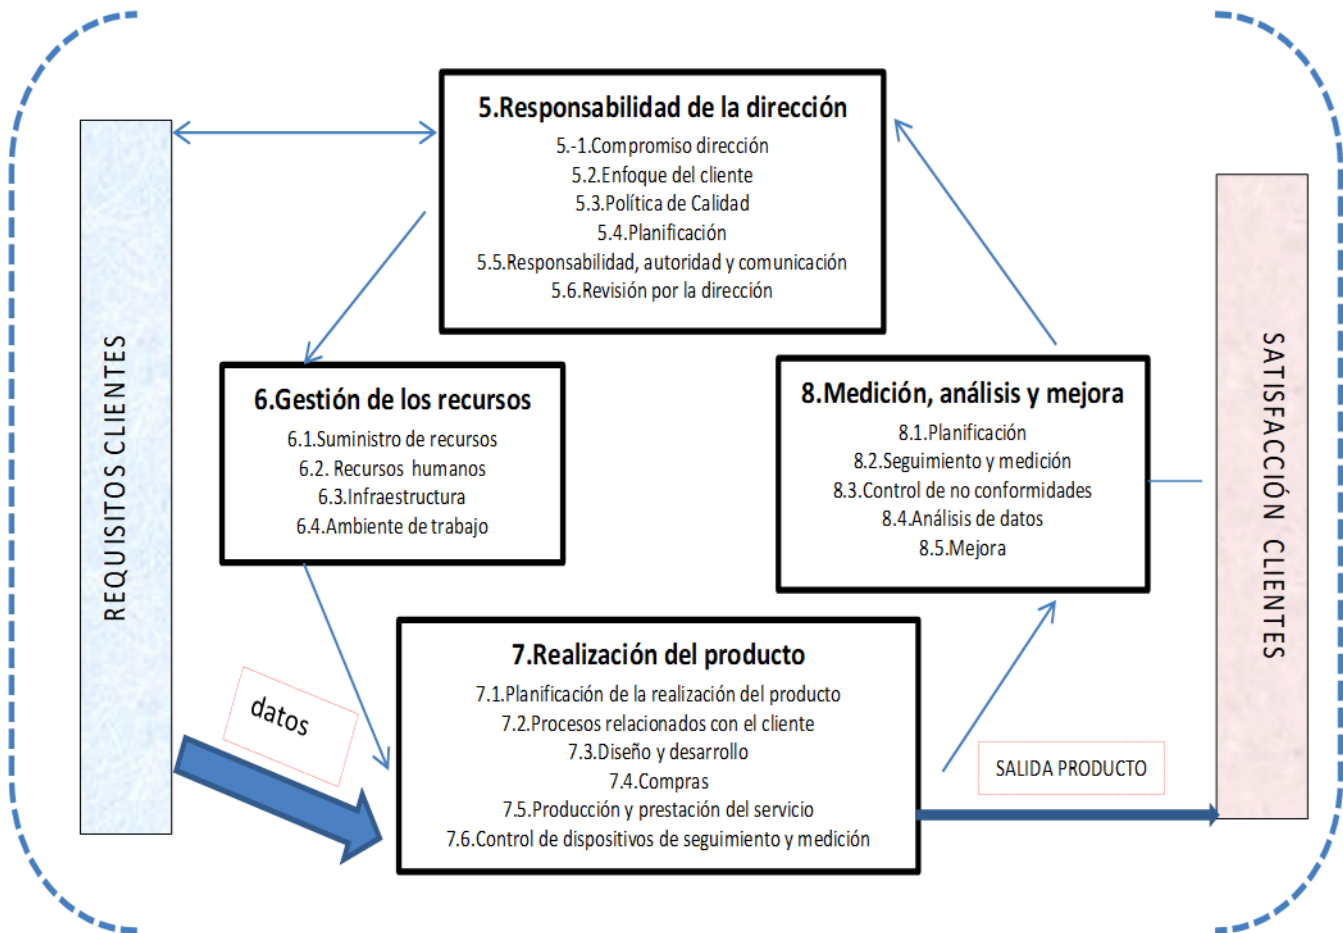 5.Responsabilidad de la dirección
5.-1.Compromiso dirección
5.2.Enfoque del cliente
5.3.Política de Calidad
5.4.Planificación
5.5.Responsabilidad, autoridad y comunicación
5.6.Revisión por la dirección
REQUISITOS CLIENTES
6.Gestión de los recursos
6.1.Suministro de recursos
6.2. Recursos humanos
6.3.Infraestructura
6.4.Ambiente de trabajo
8.Medición, análisis y mejora
8.1.Planificación
8.2.Seguimiento y medición
8.3.Control de no conformidades
8.4.Análisis de datos
8.5.Mejora
SATISFACCIÓN CLIENTES
datos
7.Realización del producto
7.1.Planificación de la realización del producto
7.2.Procesos relacionados con el cliente
7.3.Diseño y desarrollo
7.4.Compras
7.5.Producción y prestación del servicio
7.6.Control de dispositivos de seguimiento y medición
SALIDA PRODUCTO